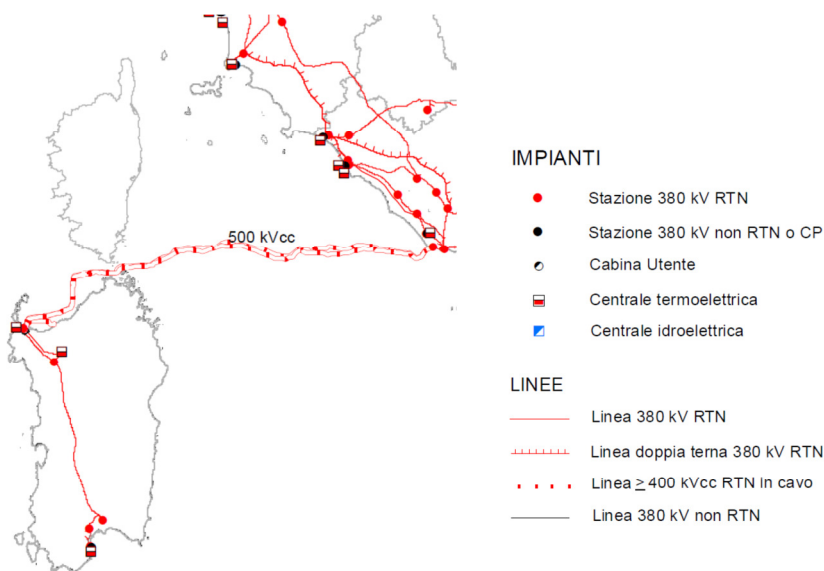 500 kVcc
IMPIANTI
Stazione 380 kV RTN
Stazione 380 kV non RTN o CP
Cabina Utente
Centrale termoelettrica
Centrale idroelettrica
LINEE
Linea 380 kV RTN
Linea doppia terna 380 kV RTN
Linea ≥ 400 kVcc RTN in cavo
Linea 380 kV non RTN